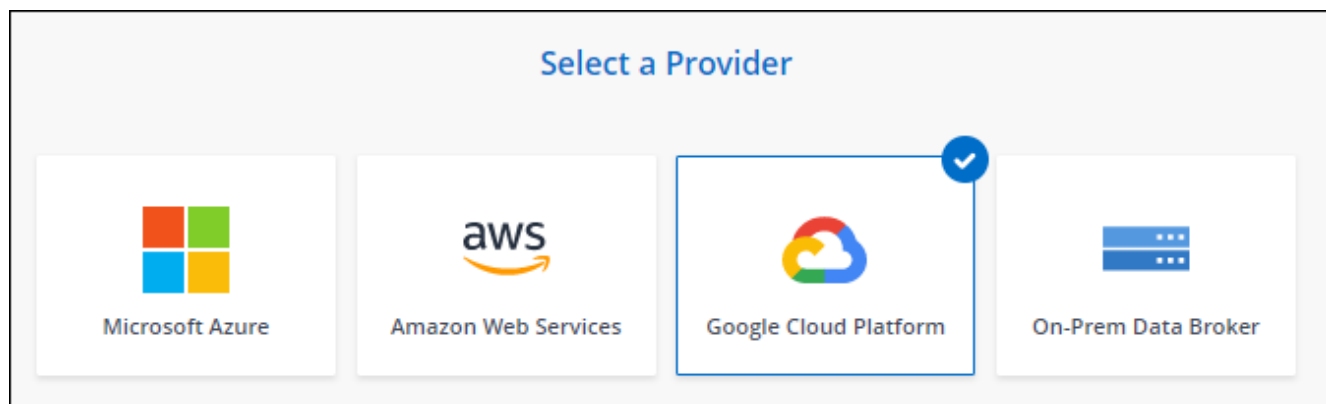 Select a Provider
aws
Microsoft Azure
Amazon Web Services
Google Cloud Platform
On-Prem Data Broker